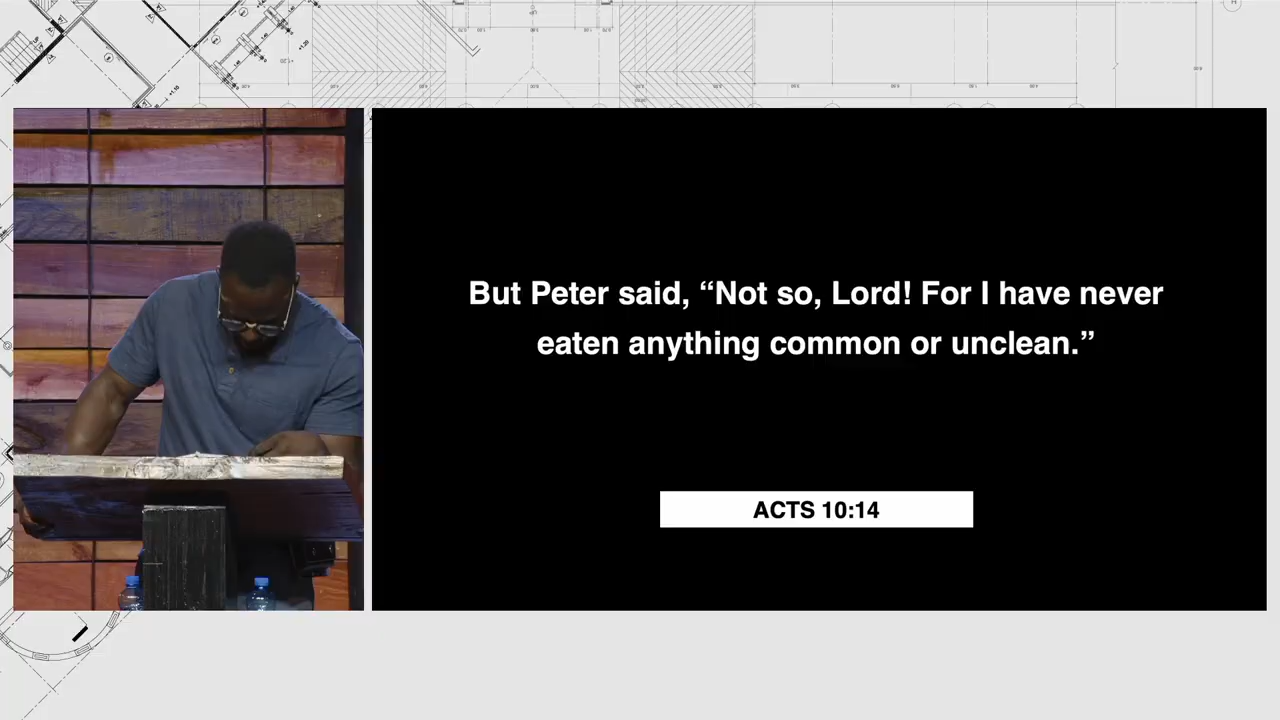 But Peter said, “Not so, Lord! For I have never
eaten anything common or unclean.”
ACTS 10:14